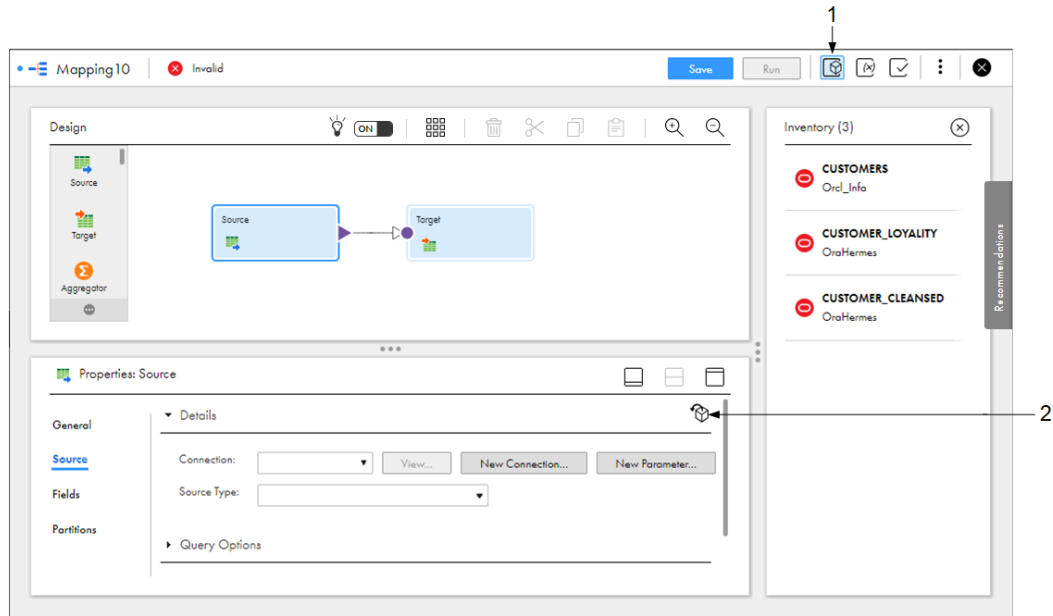 1
Mapping10
Invalid
Save
Run
Design
ON
Inventory (3)
Source
Target
Aggregator
Source
Target
CUSTOMERS
Orcl_Infa
CUSTOMER_LOYALITY
OraHermes
CUSTOMER_CLEANSED
OraHermes
Recommendations
Properties: Source
General
Source
Fields
Partitions
Details
2
Connection:
View...
New Connection...
New Parameter...
Source Type:
Query Options